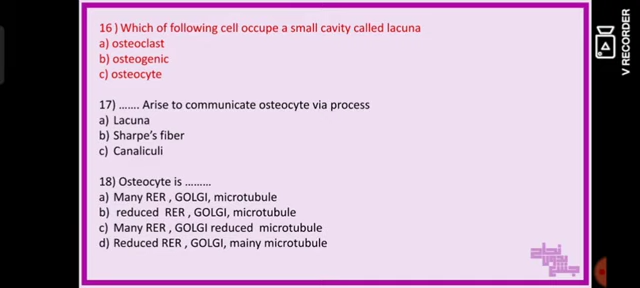 16 ) Which of following cell occupe a small cavity called lacuna
a) osteoclast
b) osteogenic
c) osteocyte
17) ....... Arise to communicate osteocyte via process
a) Lacuna
b) Sharpe's fiber
c) Canaliculi
18) Osteocyte is .........
a) Many RER , GOLGI, microtubule
b) reduced RER , GOLGI, microtubule
c) Many RER , GOLGI reduced microtubule
d) Reduced RER , GOLGI, mainy microtubule
V RECORDER